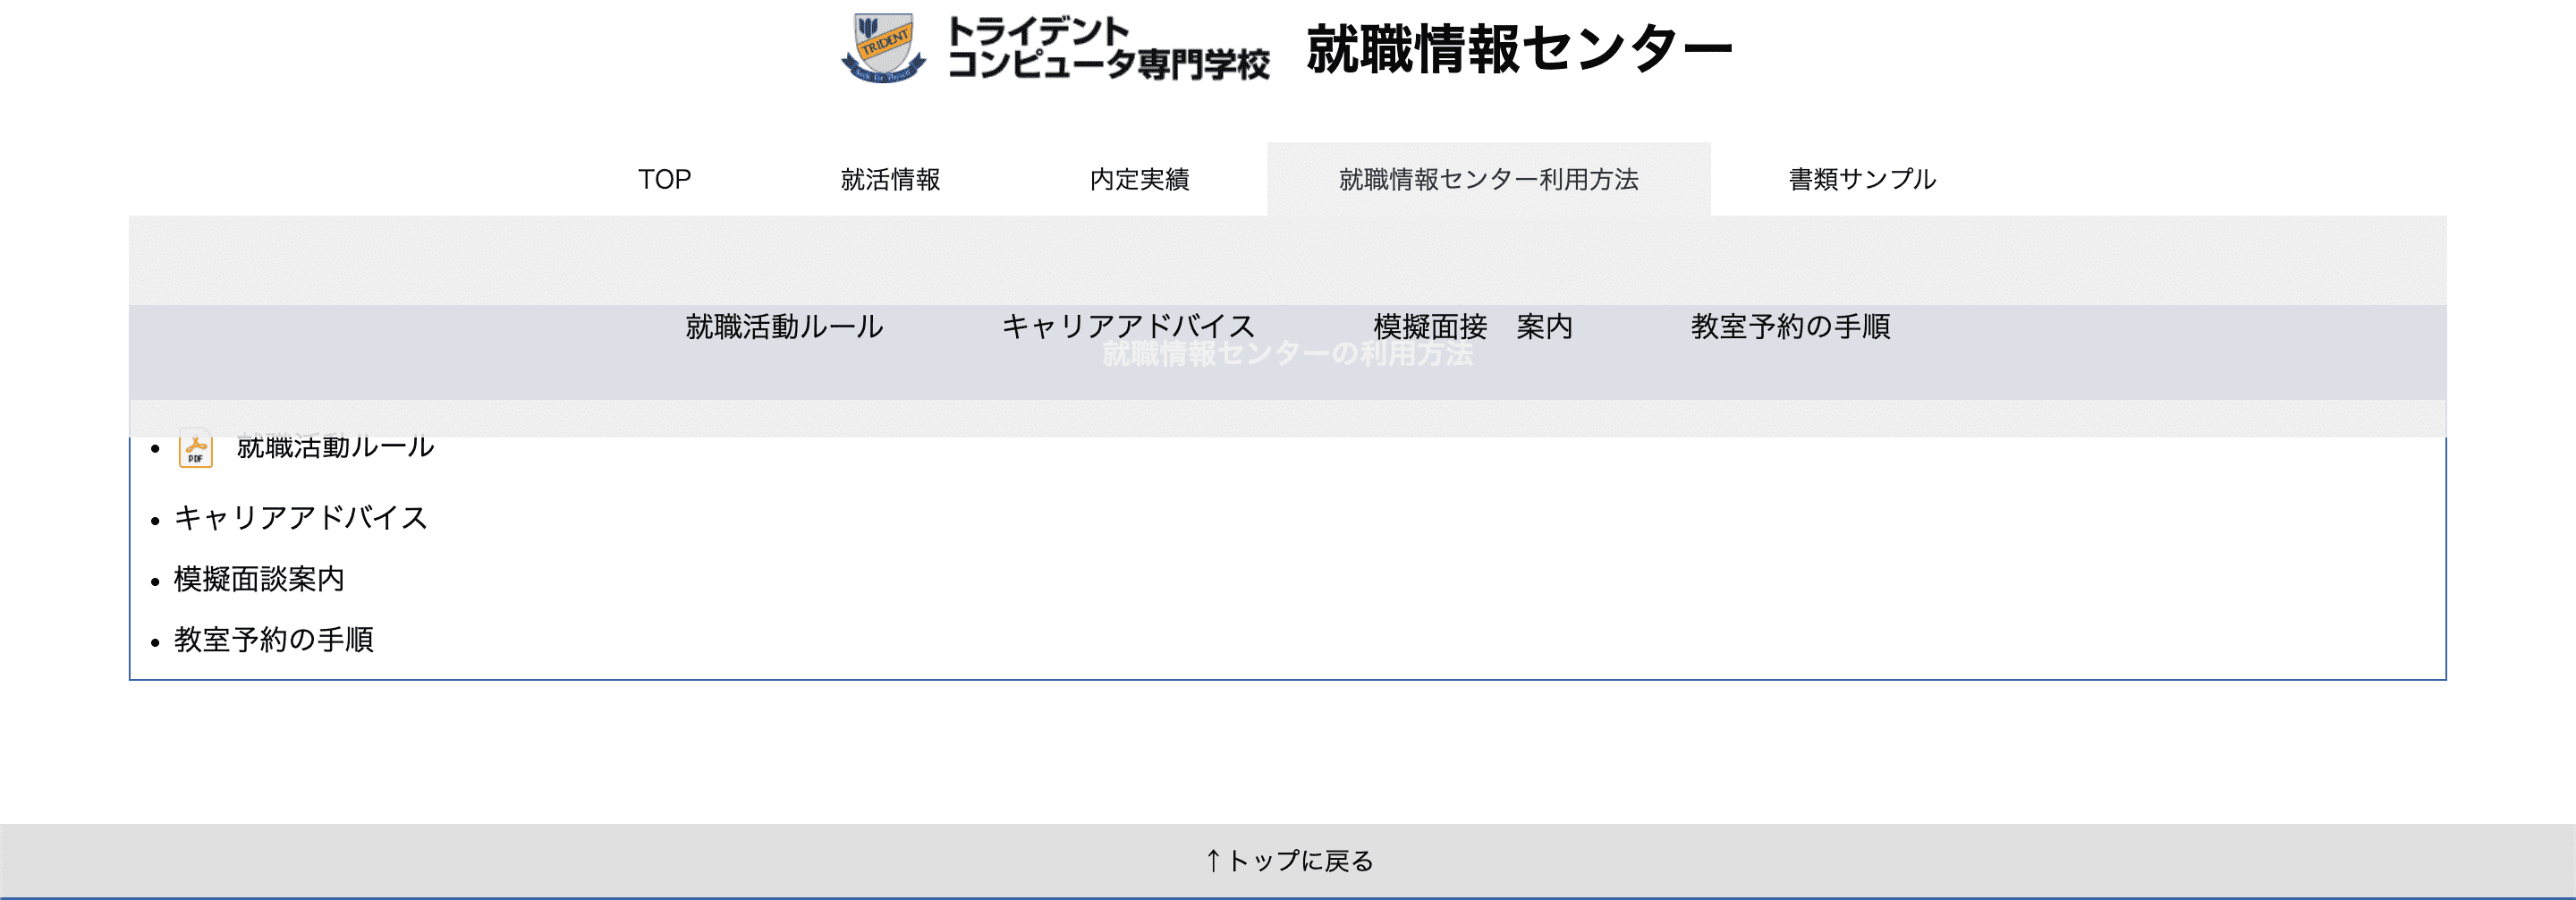 TRIDENT
トライデント
コンピュータ専門学校
就職情報センター
TOP 就活情報 内定実績 就職情報センター利用方法 書類サンプル
就職活動ルール キャリアアドバイス 模擬面接　案内 教室予約の手順
就職情報センターの利用方法
PDF 就職活動ルール
キャリアアドバイス
模擬面談案内
教室予約の手順
↑トップに戻る